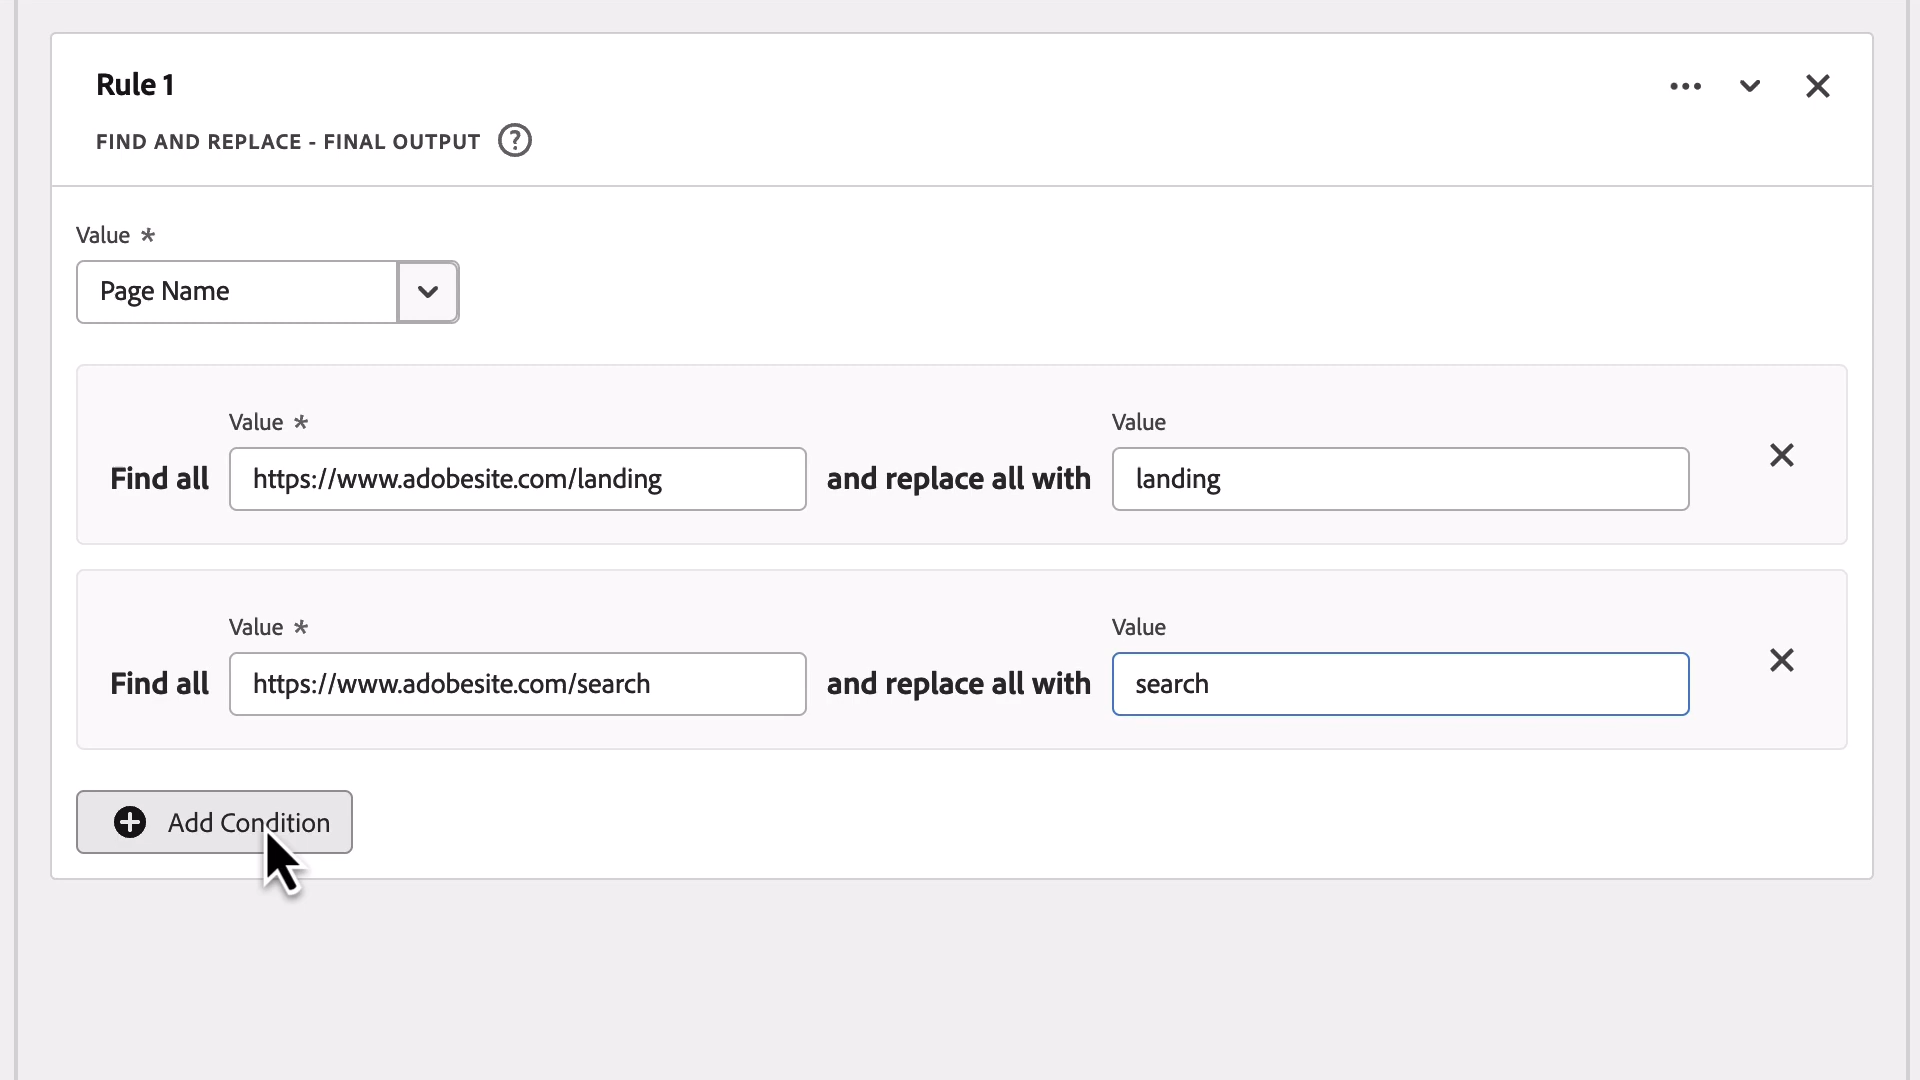 Rule 1
FIND AND REPLACE - FINAL OUTPUT ?
Value *
Page Name
Value *
Value
Find all https://www.adobesite.com/landing and replace all with landing
Value *
Value
Find all https://www.adobesite.com/search and replace all with search
Add Condition